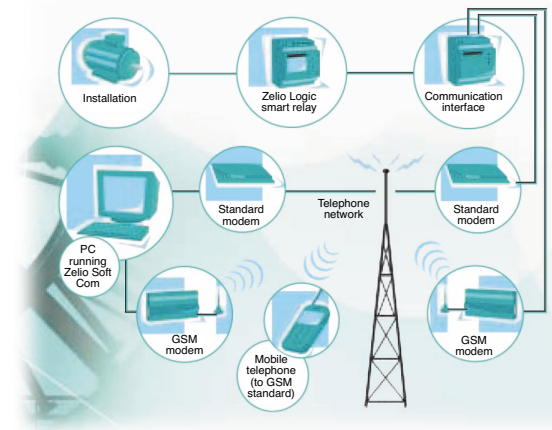 Installation
Zelio Logic
smart relay
Communication
interface
Standard
modem
Telephone
network
Standard
modem
PC
running
Zelio Soft
Com
GSM
modem
Mobile
telephone
(to GSM
standard)
GSM
modem